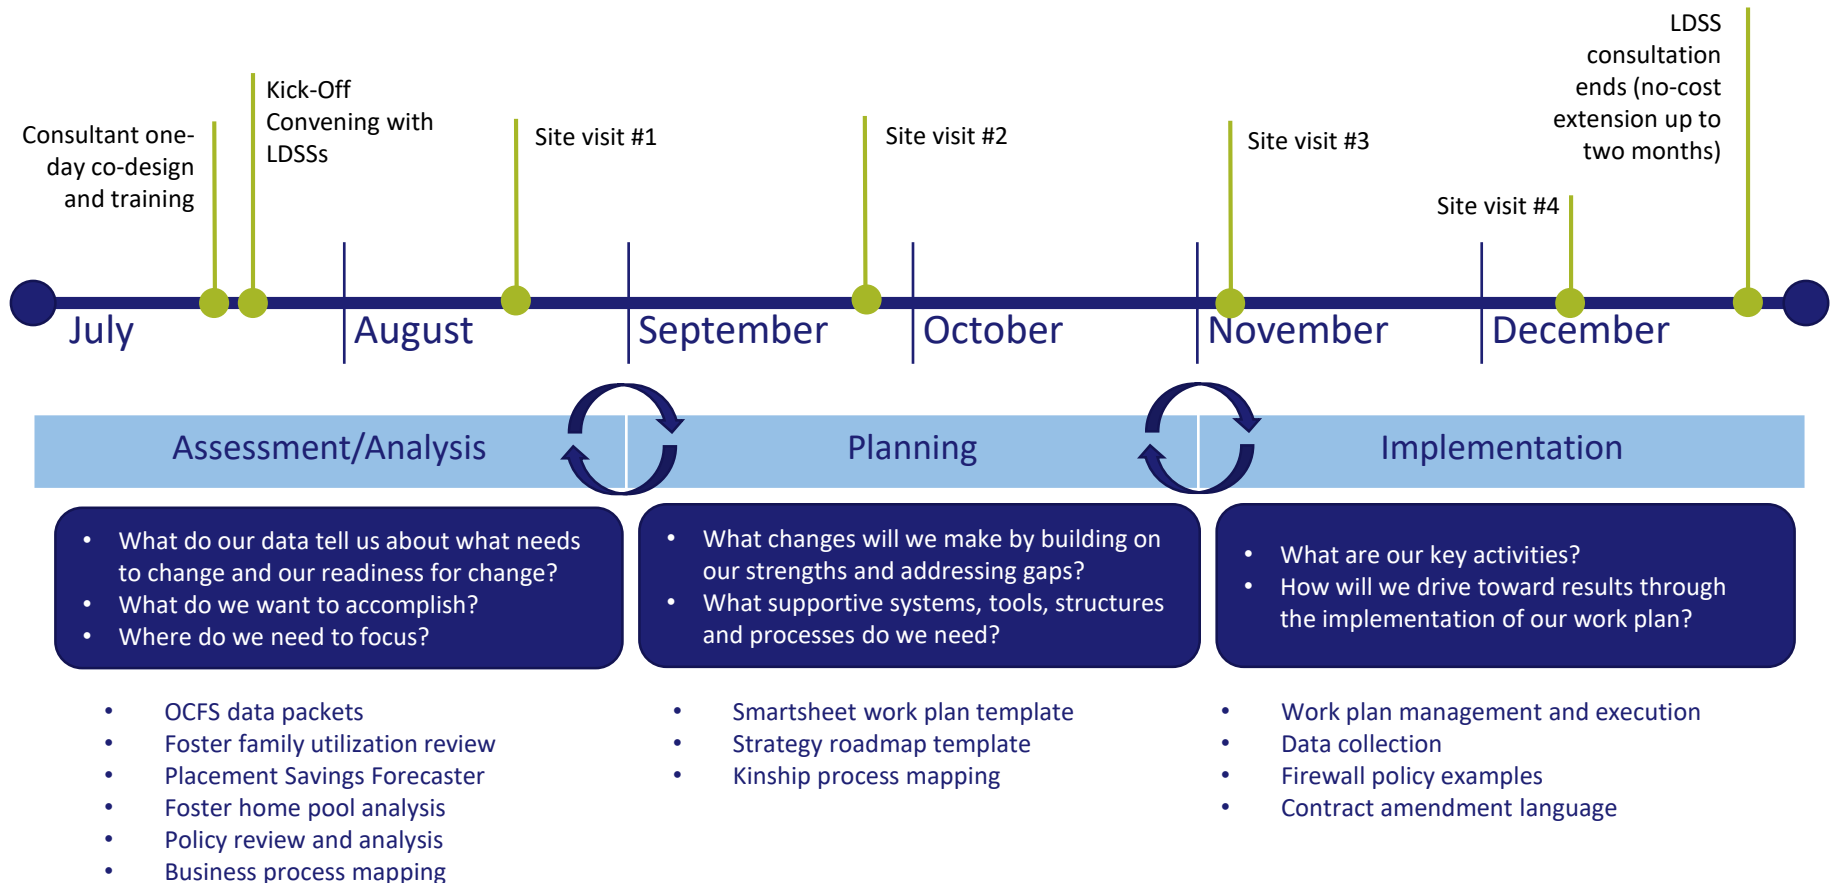 Consultant one-
day co-design
and training
Kick-Off
Convening with
LDSSs
Site visit #1
Site visit #2
Site visit #3
Site visit #4
LDSS
consultation
ends (no-cost
extension up to
two months)
July
August
September
October
November
December
Assessment/Analysis
Planning
Implementation
• What do our data tell us about what needs
to change and our readiness for change?
• What do we want to accomplish?
• Where do we need to focus?
• What changes will we make by building on
our strengths and addressing gaps?
• What supportive systems, tools, structures
and processes do we need?
• What are our key activities?
• How will we drive toward results through
the implementation of our work plan?
• OCFS data packets
• Foster family utilization review
• Placement Savings Forecaster
• Foster home pool analysis
• Policy review and analysis
• Business process mapping
• Smartsheet work plan template
• Strategy roadmap template
• Kinship process mapping
• Work plan management and execution
• Data collection
• Firewall policy examples
• Contract amendment language